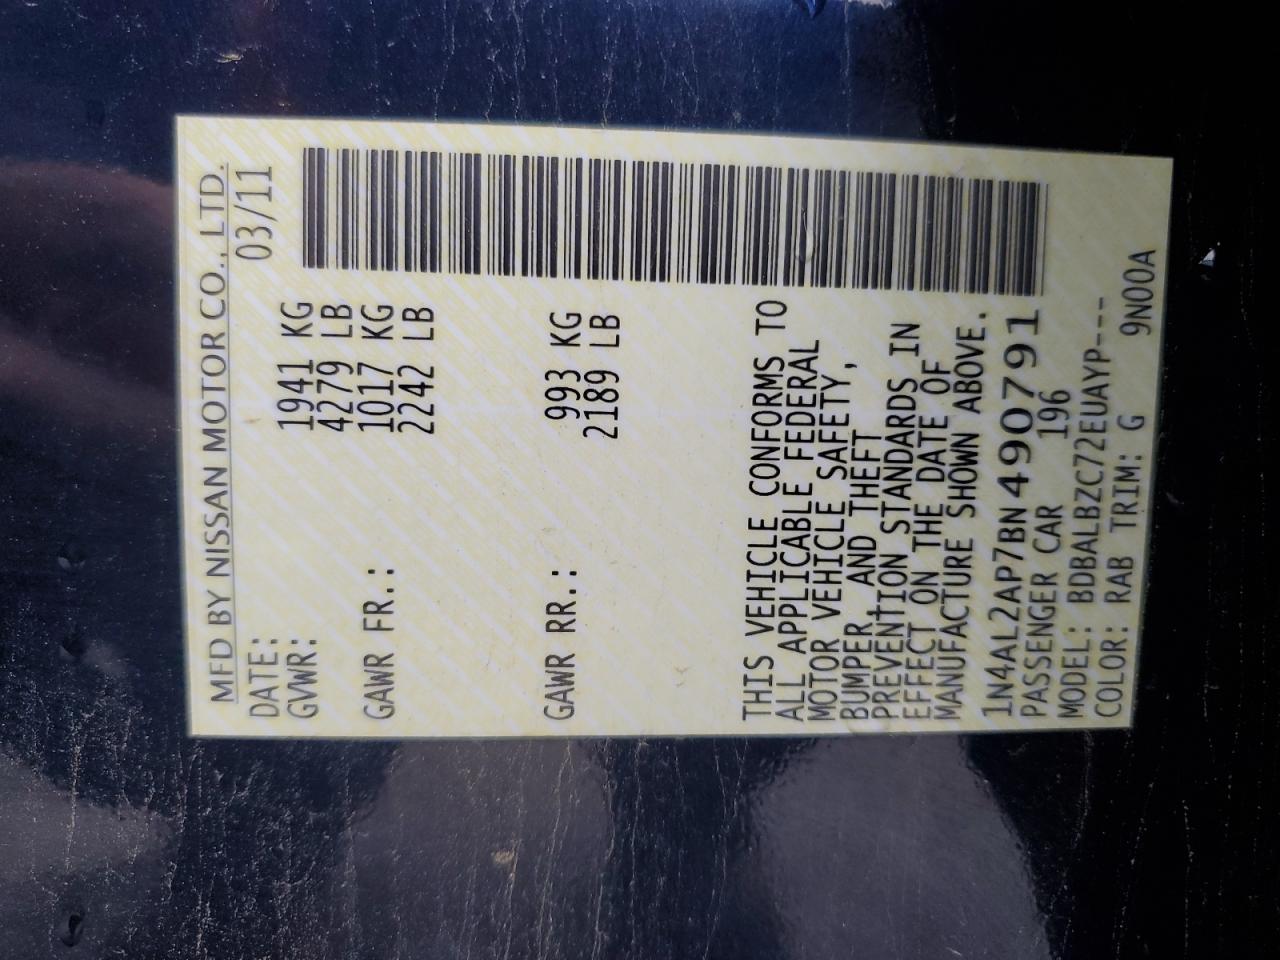 MFD BY NISSAN MOTOR CO., LTD.
DATE: 03/11
GVWR: 1941 KG
4279 LB
GAWR FR.: 1017 KG
2242 LB
GAWR RR.: 993 KG
2189 LB
THIS VEHICLE CONFORMS TO
ALL APPLICABLE FEDERAL
MOTOR VEHICLE SAFETY,
BUMPER, AND THEFT
PREVENTION STANDARDS IN
EFFECT ON THE DATE OF
MANUFACTURE SHOWN ABOVE.
1N4AL2AP7BN490791
PASSENGER CAR 196
MODEL: BDBALBZC72EUAYP---
COLOR: RAB TRIM: G 9N00A